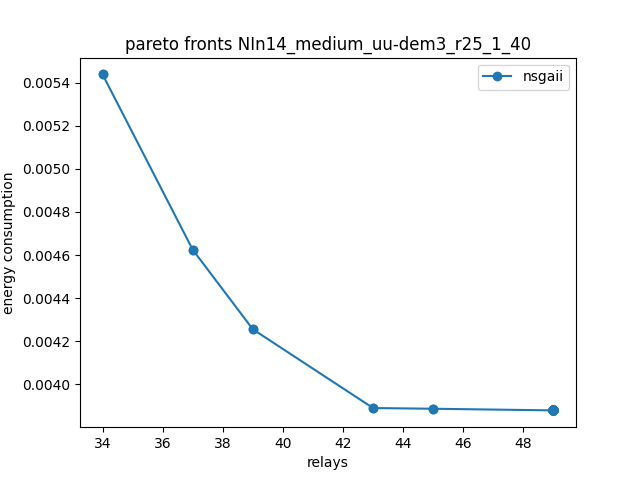 pareto fronts NIn14_medium_uu-dem3_r25_1_40
nsgaii
0.0054
0.0052
0.0050
0.0048
0.0046
0.0044
0.0042
0.0040
energy consumption
34 36 38 40 42 44 46 48
relays